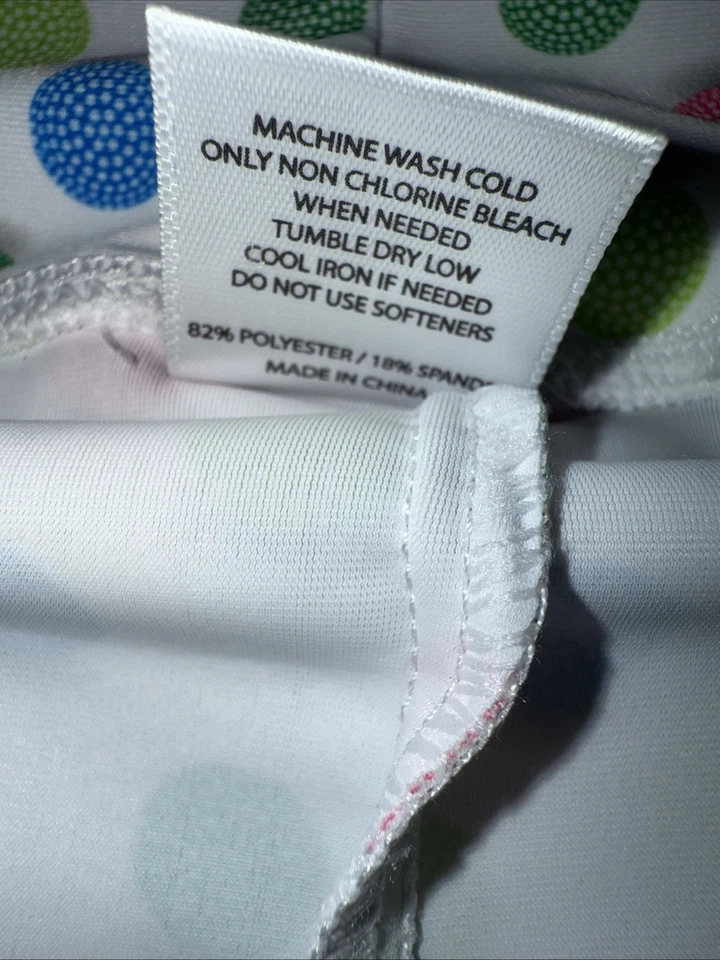 MACHINE WASH COLD
ONLY NON CHLORINE BLEACH
WHEN NEEDED
TUMBLE DRY LOW
COOL IRON IF NEEDED
DO NOT USE SOFTENERS
82% POLYESTER / 18% SPAND
MADE IN CHINA